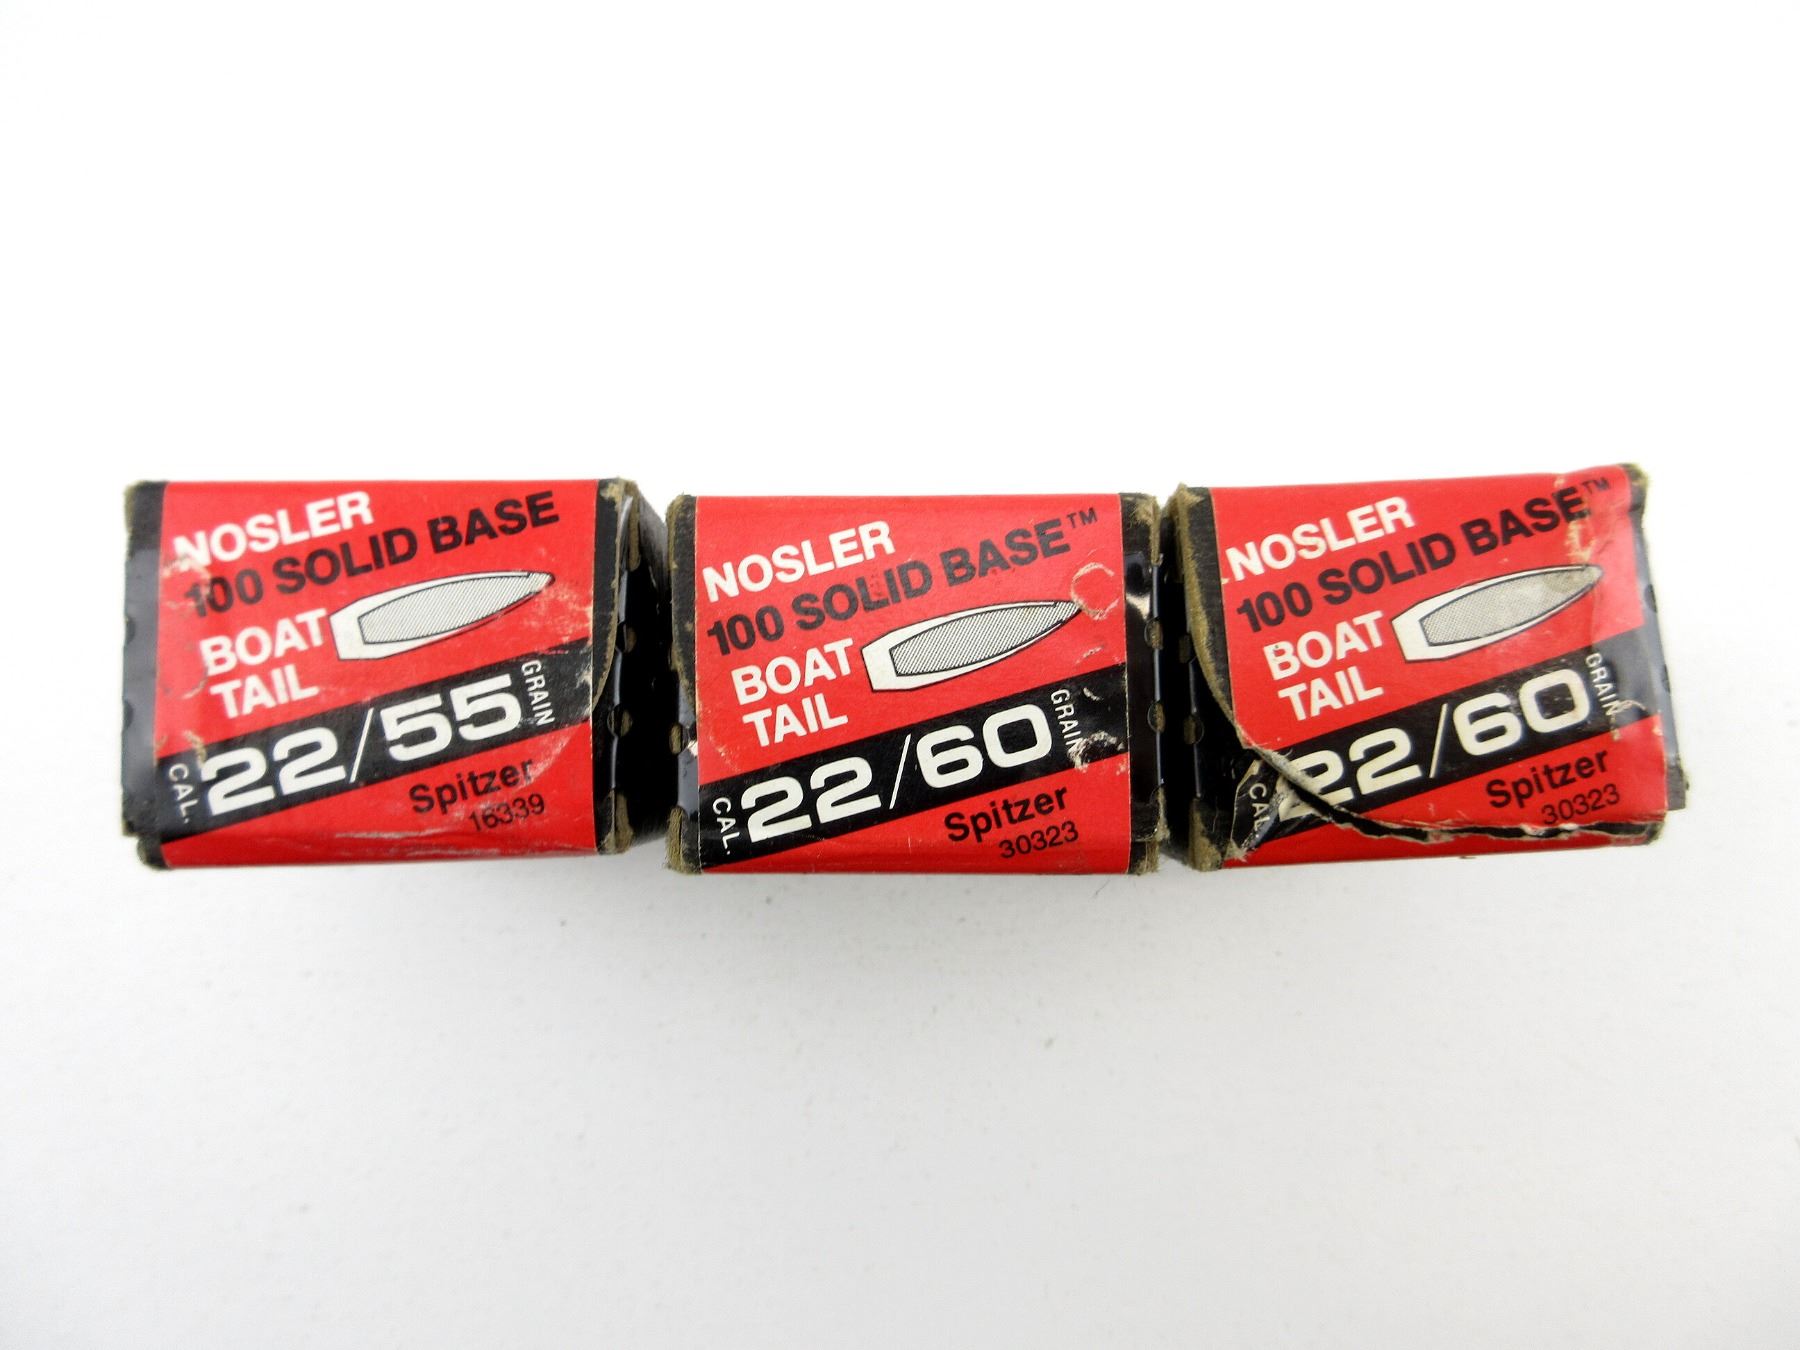 NOSLER
100 SOLID BASE
BOAT
TAIL
CAL. 22/55 GRAIN
Spitzer
16339
NOSLER
100 SOLID BASE™
BOAT
TAIL
CAL. 22/60 GRAIN
Spitzer
30323
NOSLER
100 SOLID BASE™
BOAT
TAIL
CAL. 22/60 GRAIN
Spitzer
30323